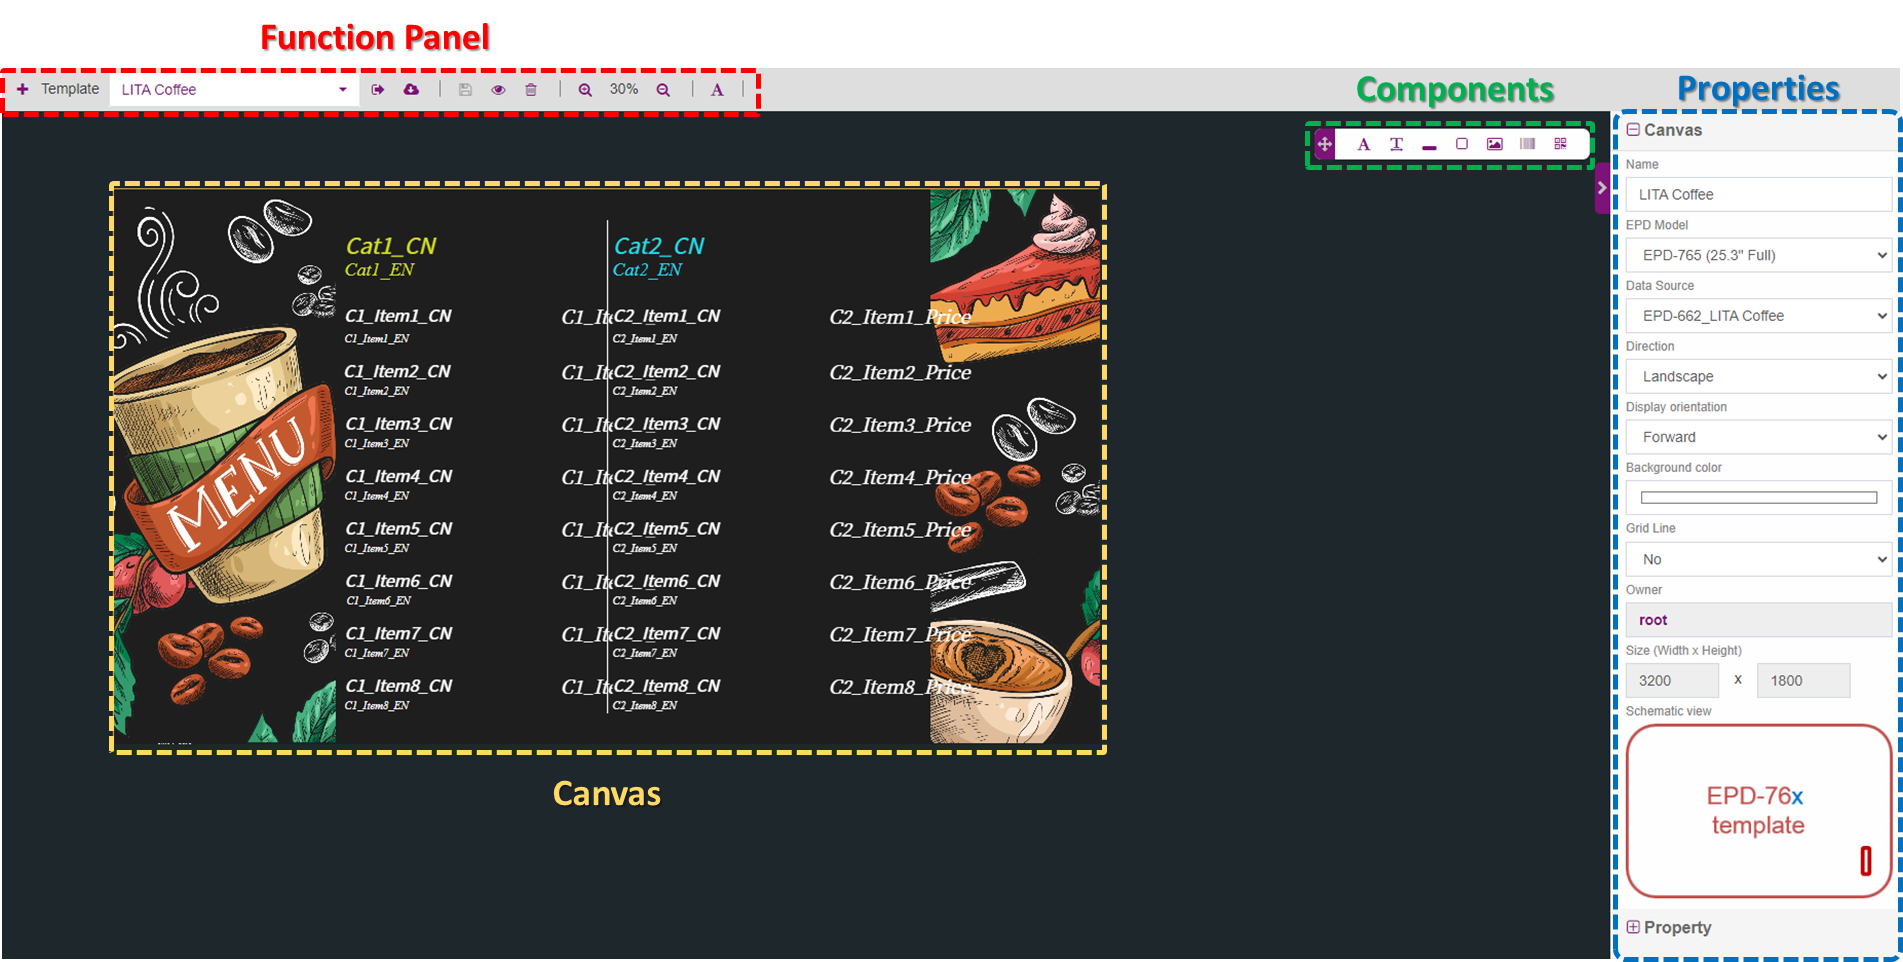 Function Panel
Template LITA Coffee 30% A
Components
Properties
A T
Canvas
Name
LITA Coffee
EPD Model
EPD-765 (25.3" Full)
Data Source
EPD-662_LITA Coffee
Direction
Landscape
Display orientation
Forward
Background color
Grid Line
No
Owner
root
Size (Width x Height)
3200 x 1800
Schematic view
EPD-76x
template
Property
MENU
Cat1_CN
Cat1_EN
Cat2_CN
Cat2_EN
C1_Item1_CN C1_It C2_Item1_CN C2_Item1_Price
C1_Item1_EN C2_Item1_EN
C1_Item2_CN C1_It C2_Item2_CN C2_Item2_Price
C1_Item2_EN C2_Item2_EN
C1_Item3_CN C1_It C2_Item3_CN C2_Item3_Price
C1_Item3_EN C2_Item3_EN
C1_Item4_CN C1_It C2_Item4_CN C2_Item4_Price
C1_Item4_EN C2_Item4_EN
C1_Item5_CN C1_It C2_Item5_CN C2_Item5_Price
C1_Item5_EN C2_Item5_EN
C1_Item6_CN C1_It C2_Item6_CN C2_Item6_Price
C1_Item6_EN C2_Item6_EN
C1_Item7_CN C1_It C2_Item7_CN C2_Item7_Price
C1_Item7_EN C2_Item7_EN
C1_Item8_CN C1_It C2_Item8_CN C2_Item8_Price
C1_Item8_EN C2_Item8_EN
Canvas